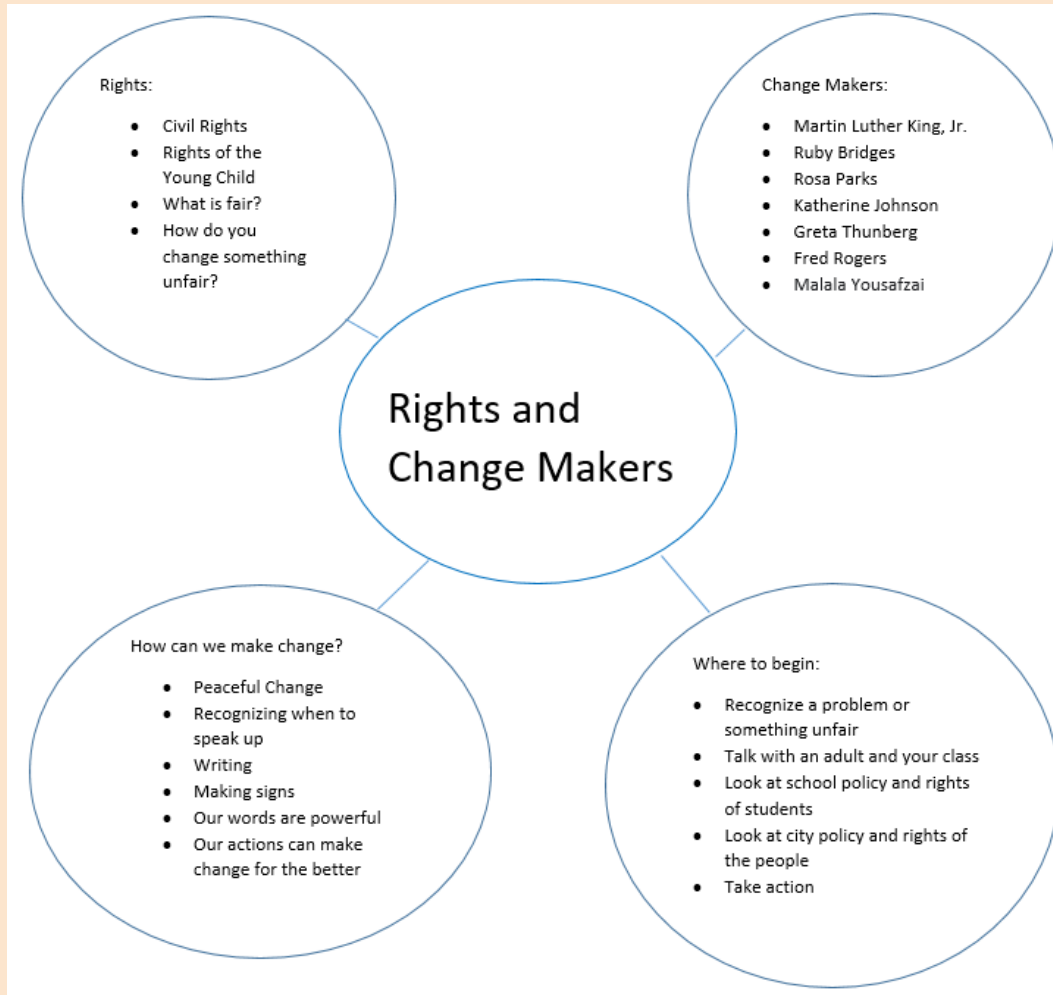 Rights:
• Civil Rights
• Rights of the
Young Child
• What is fair?
• How do you
change something
unfair?
Change Makers:
• Martin Luther King, Jr.
• Ruby Bridges
• Rosa Parks
• Katherine Johnson
• Greta Thunberg
• Fred Rogers
• Malala Yousafzai
Rights and
Change Makers
How can we make change?
• Peaceful Change
• Recognizing when to
speak up
• Writing
• Making signs
• Our words are powerful
• Our actions can make
change for the better
Where to begin:
• Recognize a problem or
something unfair
• Talk with an adult and your class
• Look at school policy and rights
of students
• Look at city policy and rights of
the people
• Take action